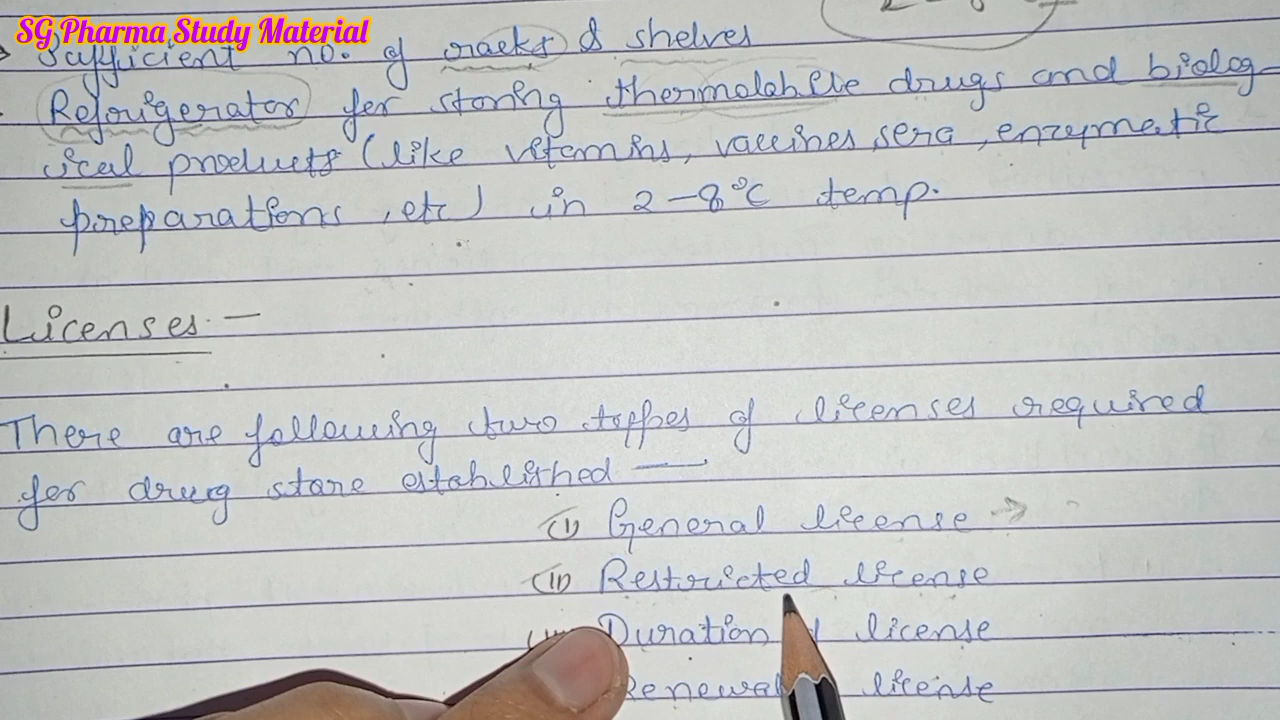 SG Pharma Study Material
Sufficient no. of racks & shelves
Refrigerator for storing thermolabile drugs and biolog-
ical products (like vitamins, vaccines, sera, enzymatic
preparations, etc) in 2-8°C temp.
Licenses. —
There are following two types of licenses required
for drug store established —
(I) General license →
(II) Restricted license
Duration license
Renewal license